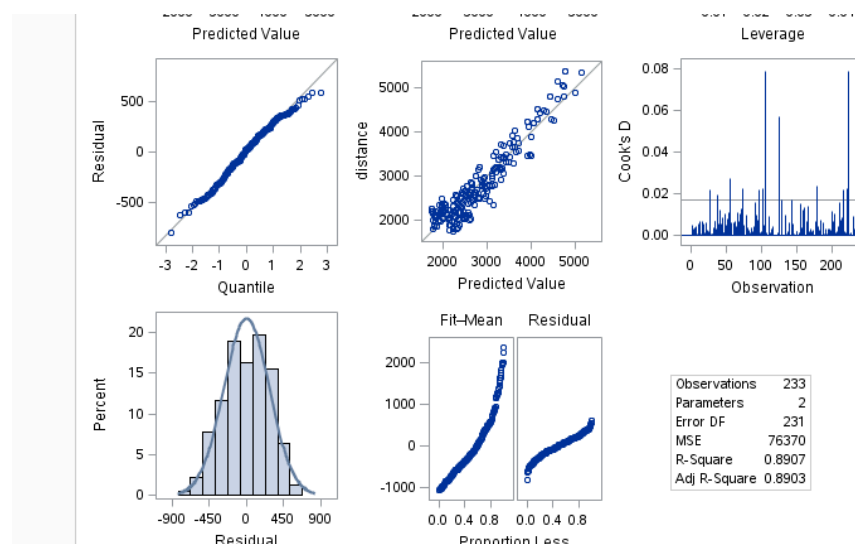 Predicted Value
Predicted Value
Leverage
Residual
500
0
-500
-3 -2 -1 0 1 2 3
Quantile
distance
5000
4000
3000
2000
2000 3000 4000 5000
Predicted Value
Cook's D
0.08
0.06
0.04
0.02
0.00
0 50 100 150 200
Observation
Percent
20
15
10
5
0
-900 -450 0 450 900
Residual
Fit–Mean Residual
2000
1000
0
-1000
0.0 0.4 0.8 0.0 0.4 0.8
Proportion Less
Observations 233
Parameters 2
Error DF 231
MSE 76370
R-Square 0.8907
Adj R-Square 0.8903